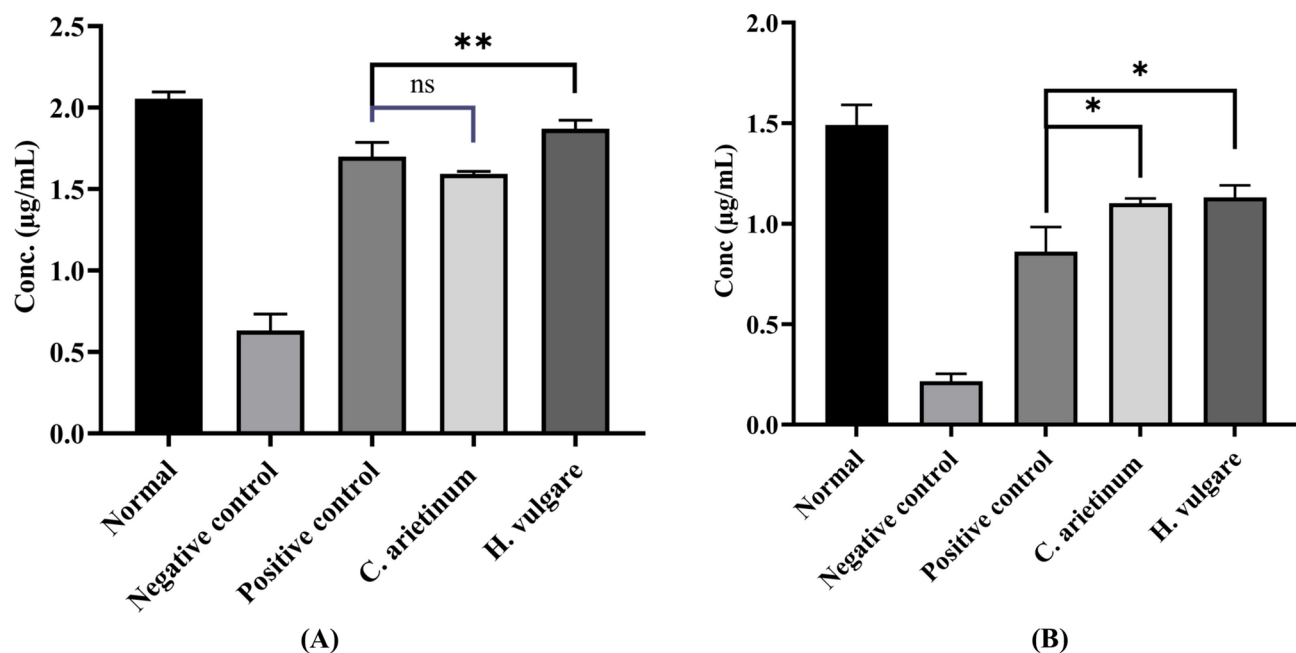 2.5
2.0
1.5
1.0
0.5
0.0
Conc. (µg/mL)
**
ns
Normal
Negative control
Positive control
C. arietinum
H. vulgare
(A)
2.0
1.5
1.0
0.5
0.0
Conc (µg/mL)
*
*
Normal
Negative control
Positive control
C. arietinum
H. vulgare
(B)